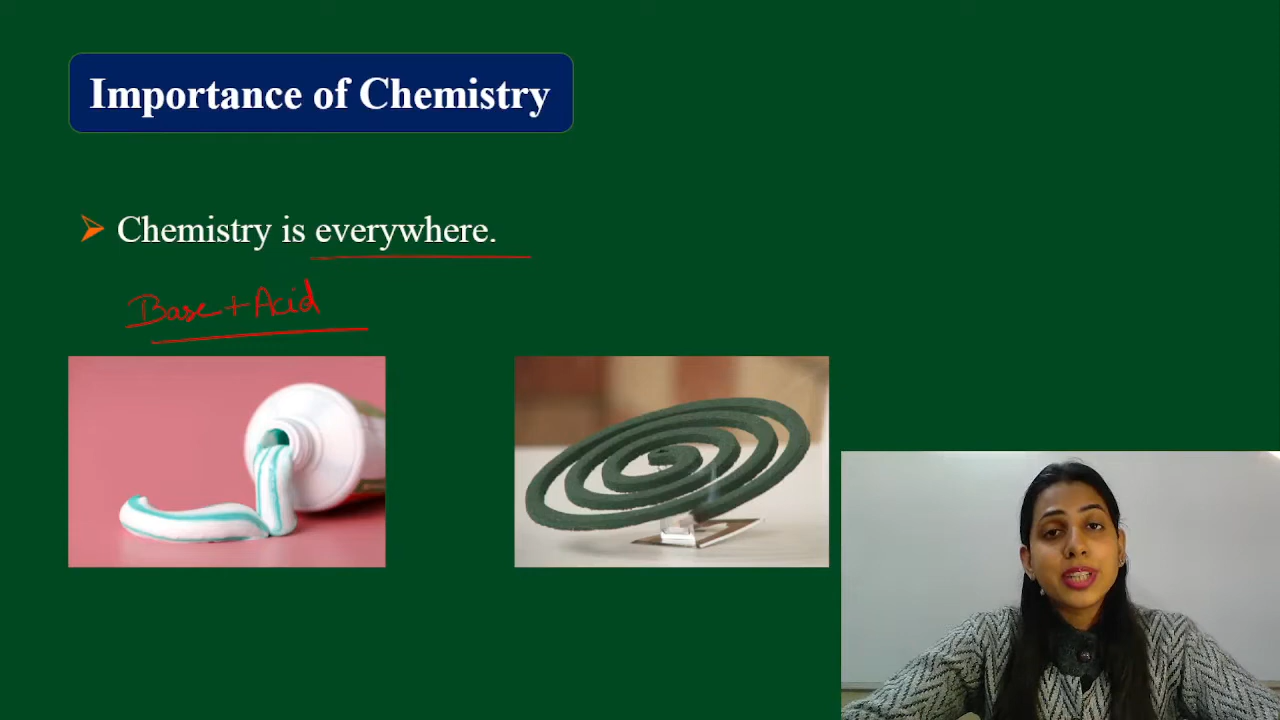 Importance of Chemistry
Chemistry is everywhere.
Base + Acid